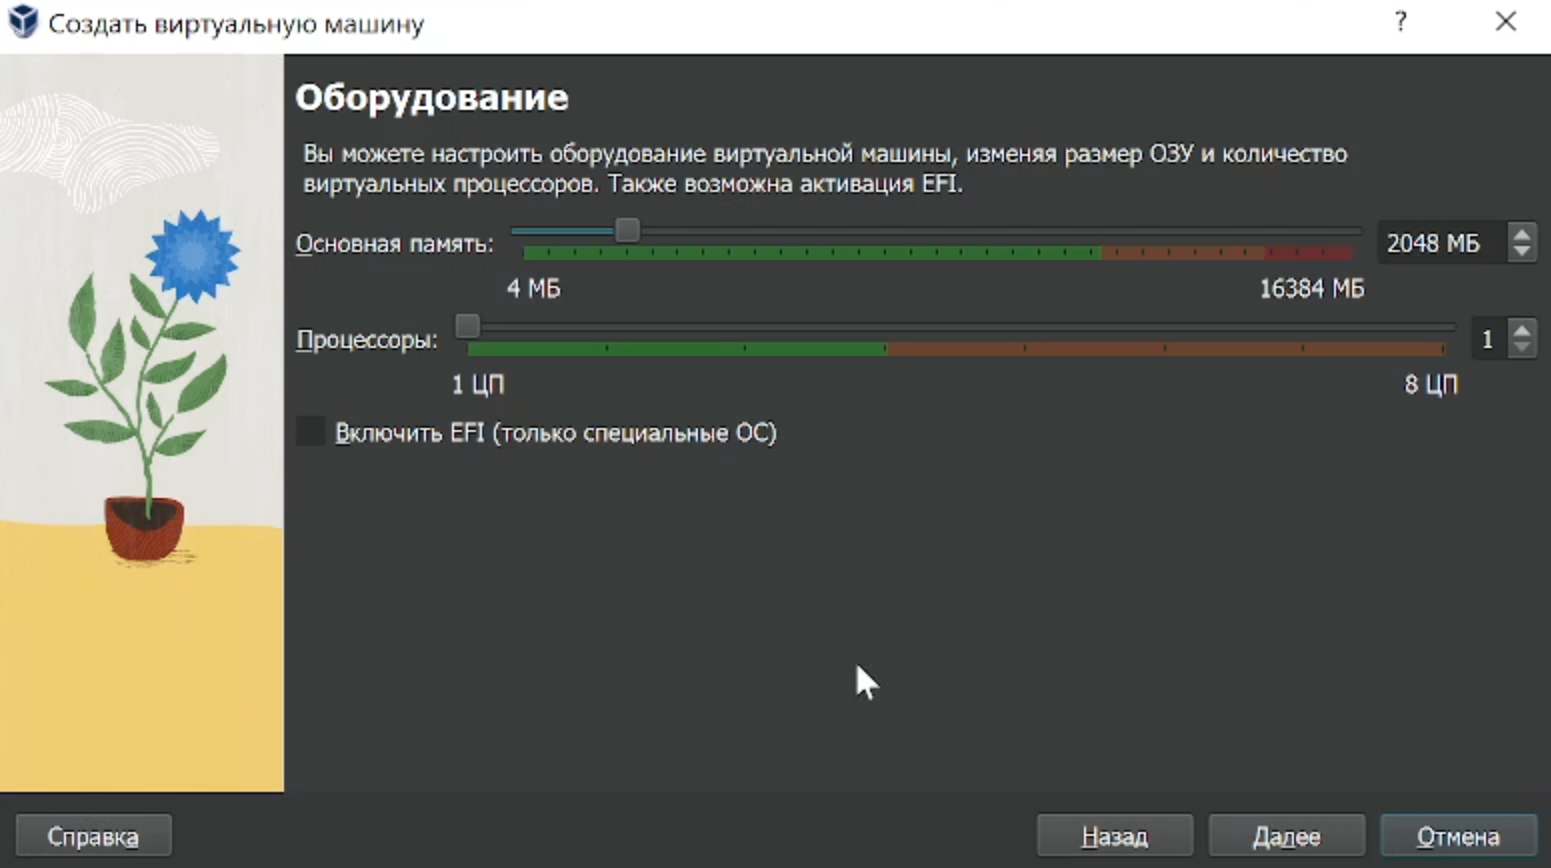 Создать виртуальную машину
?
Оборудование
Вы можете настроить оборудование виртуальной машины, изменяя размер ОЗУ и количество
виртуальных процессоров. Также возможна активация EFI.
Основная память:
2048 МБ
4 МБ
16384 МБ
Процессоры:
1
1 ЦП
8 ЦП
Включить EFI (только специальные ОС)
Справка
Назад
Далее
Отмена